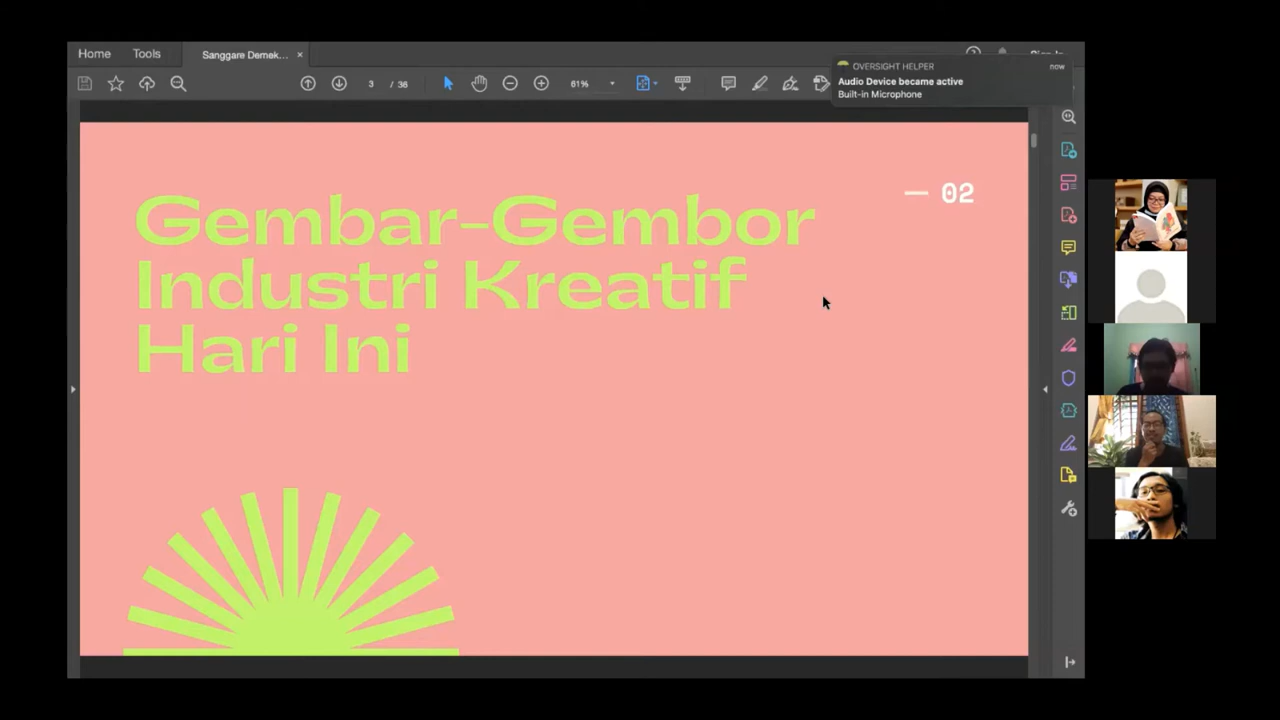 Home Tools Sanggare Demek... ×
OVERSIGHT HELPER now
Audio Device became active
Built-in Microphone
3 / 36 61%
— 02
Gembar-Gembor
Industri Kreatif
Hari Ini